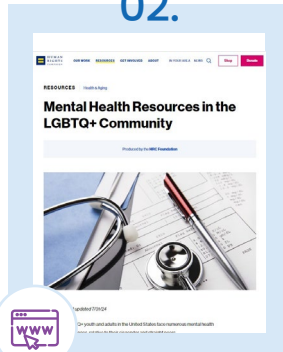 02.
HUMAN
RIGHTS
CAMPAIGN
OUR WORK RESOURCES GET INVOLVED ABOUT
Shop
Donate
RESOURCES Health & Aging
Mental Health Resources in the
LGBTQ+ Community
Produced by the HRC Foundation
updated 7/31/24
Q+ youth and adults in the United States face numerous mental health
WWW